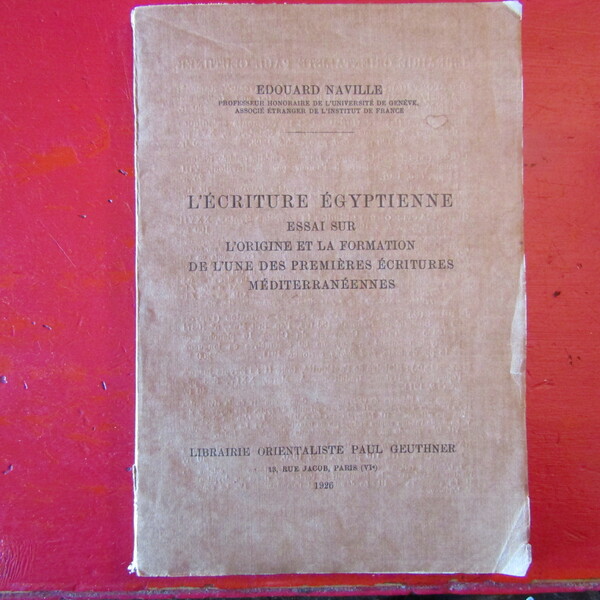 EDOUARD NAVILLE
PROFESSEUR HONORAIRE DE L'UNIVERSITÉ DE GENÈVE,
ASSOCIÉ ÉTRANGER DE L'INSTITUT DE FRANCE
L'ÉCRITURE ÉGYPTIENNE
ESSAI SUR
L'ORIGINE ET LA FORMATION
DE L'UNE DES PREMIÈRES ÉCRITURES
MÉDITERRANÉENNES
LIBRAIRIE ORIENTALISTE PAUL GEUTHNER
13, RUE JACOB, PARIS (VIe)
1926